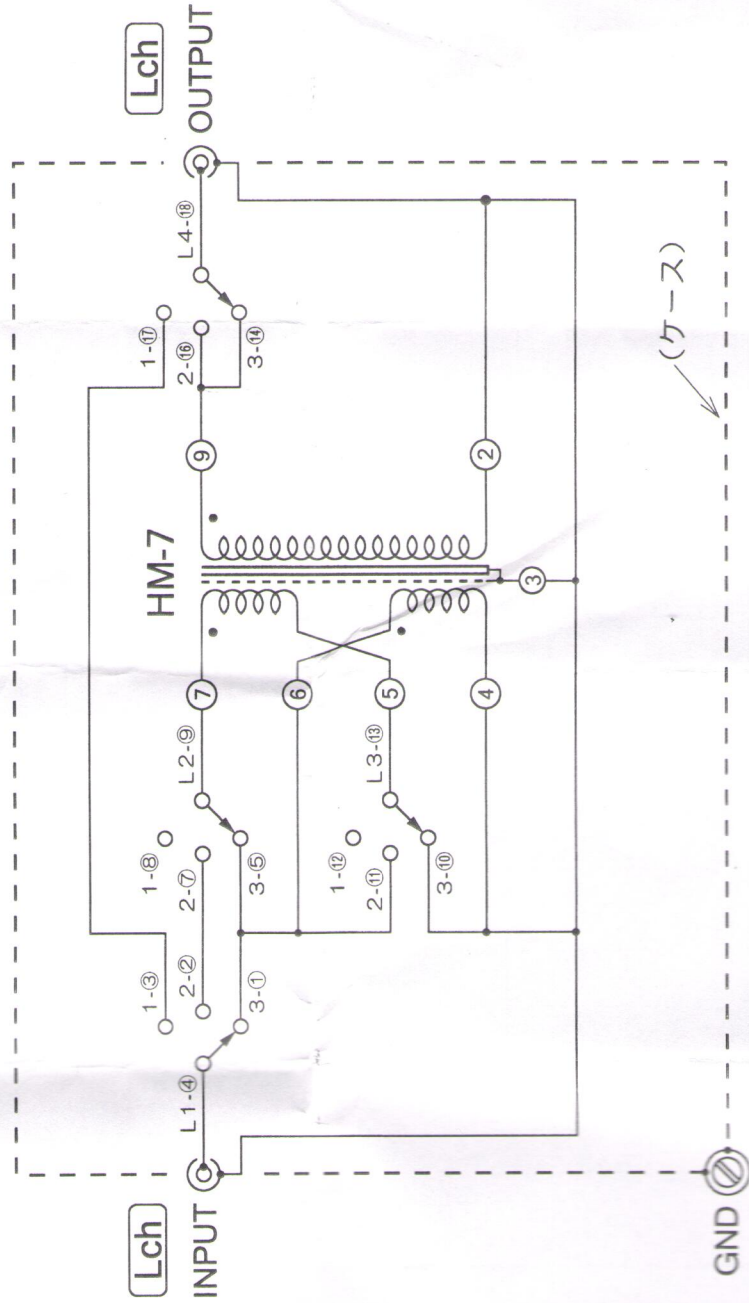 Lch
INPUT
Lch
OUTPUT
HM-7
L1-④
1-③
2-②
3-①
1-⑧
2-⑦
3-⑤
L2-⑨
1-⑫
2-⑪
3-⑩
L3-⑬
⑦
⑥
⑤
④
③
⑨
②
1-⑰
2-⑯
3-⑭
L4-⑱
(ケース)
GND